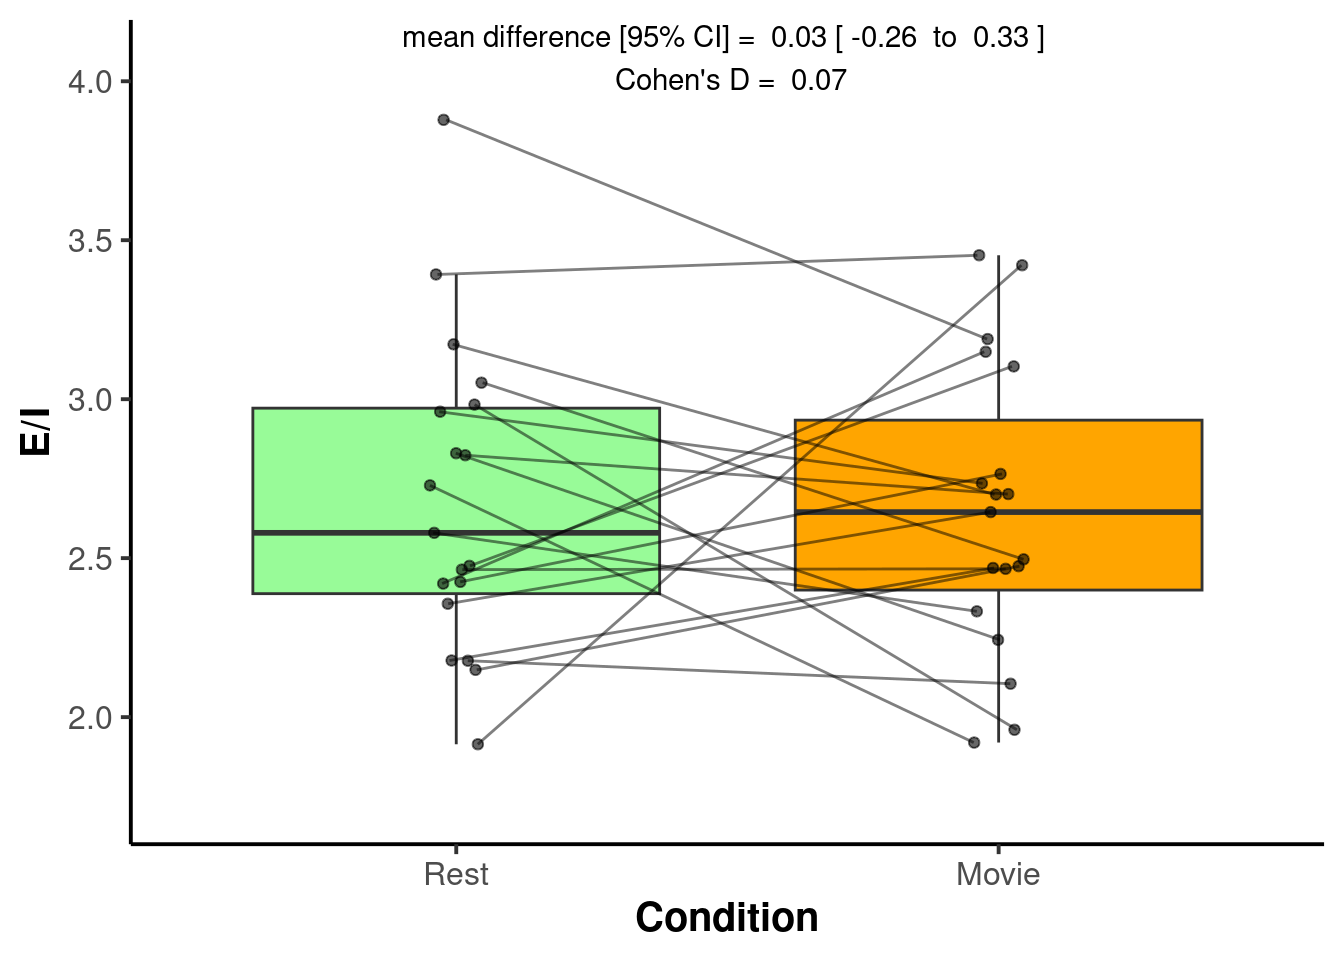 mean difference [95% CI] = 0.03 [ -0.26 to 0.33 ]
Cohen's D = 0.07
4.0
3.5
3.0
2.5
2.0
E/I
Rest
Movie
Condition